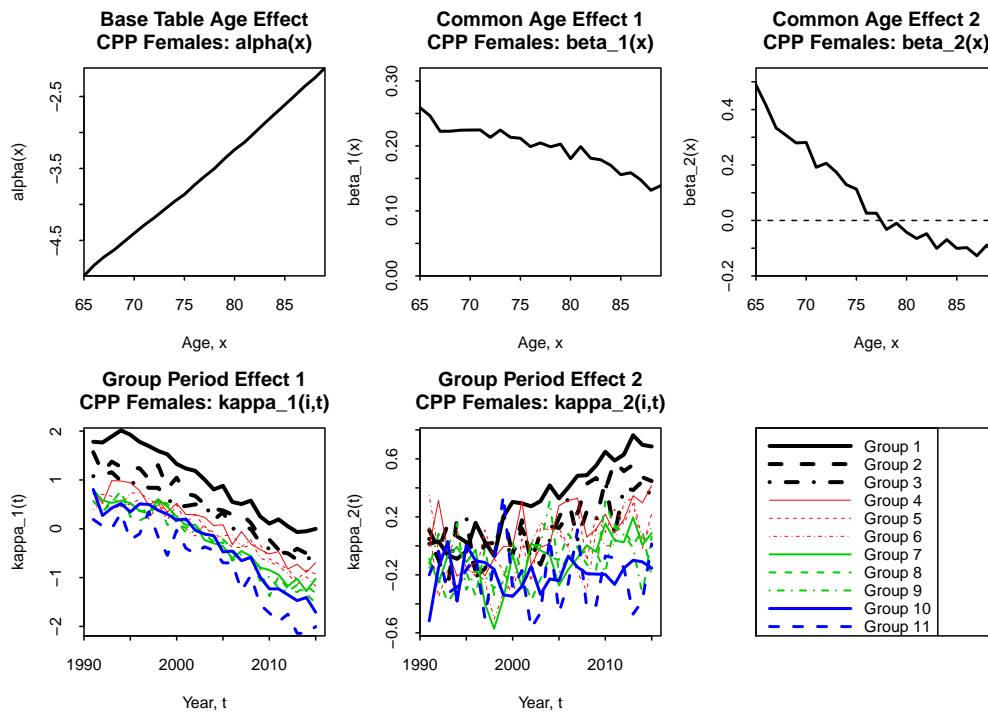 Base Table Age Effect
CPP Females: alpha(x)
alpha(x)
−2.5
−3.5
−4.5
65 70 75 80 85
Age, x
Common Age Effect 1
CPP Females: beta_1(x)
beta_1(x)
0.30
0.20
0.10
0.00
65 70 75 80 85
Age, x
Common Age Effect 2
CPP Females: beta_2(x)
beta_2(x)
0.4
0.2
0.0
−0.2
65 70 75 80 85
Age, x
Group Period Effect 1
CPP Females: kappa_1(i,t)
kappa_1(t)
2
1
0
−1
−2
1990 2000 2010
Year, t
Group Period Effect 2
CPP Females: kappa_2(i,t)
kappa_2(t)
0.6
0.2
−0.2
−0.6
1990 2000 2010
Year, t
Group 1
Group 2
Group 3
Group 4
Group 5
Group 6
Group 7
Group 8
Group 9
Group 10
Group 11